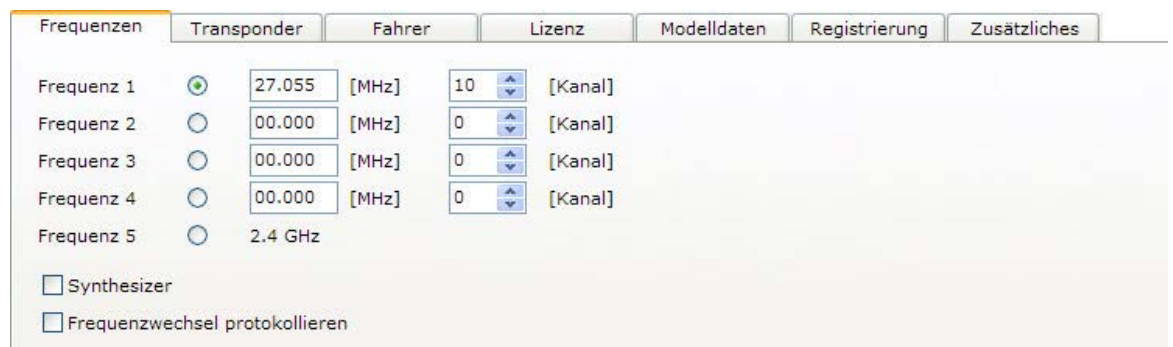 Frequenzen Transponder Fahrer Lizenz Modelldaten Registrierung Zusätzliches
Frequenz 1 27.055 [MHz] 10 [Kanal]
Frequenz 2 00.000 [MHz] 0 [Kanal]
Frequenz 3 00.000 [MHz] 0 [Kanal]
Frequenz 4 00.000 [MHz] 0 [Kanal]
Frequenz 5 2.4 GHz
Synthesizer
Frequenzwechsel protokollieren